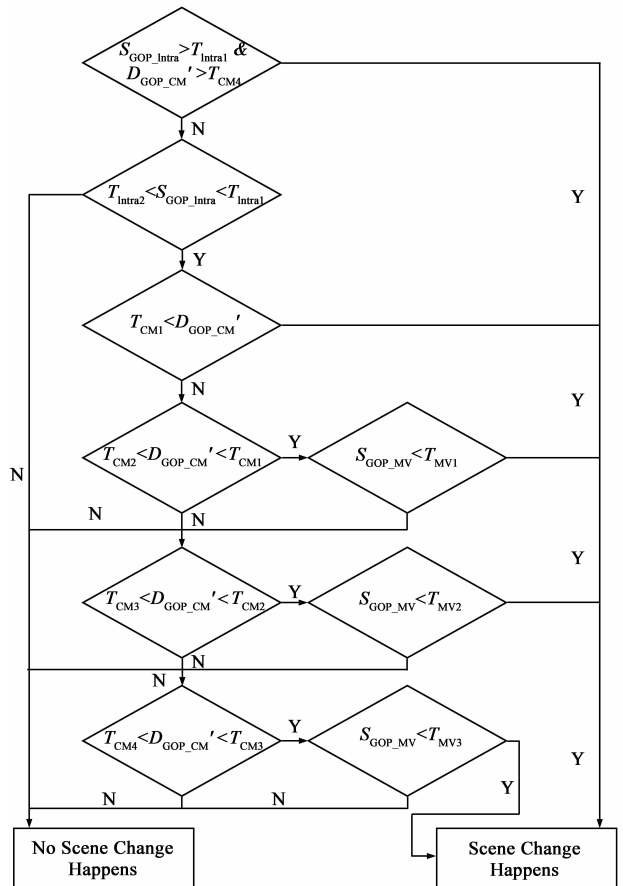 S_GOP_Intra>T_Intra1 &
D_GOP_CM′>T_CM4
N
T_Intra2<S_GOP_Intra<T_Intra1
Y
Y
T_CM1<D_GOP_CM′
N
Y
T_CM2<D_GOP_CM′<T_CM1
Y
S_GOP_MV<T_MV1
N
N
N
Y
T_CM3<D_GOP_CM′<T_CM2
Y
S_GOP_MV<T_MV2
N
N
T_CM4<D_GOP_CM′<T_CM3
Y
S_GOP_MV<T_MV3
Y
Y
N
N
No Scene Change
Happens
Scene Change
Happens